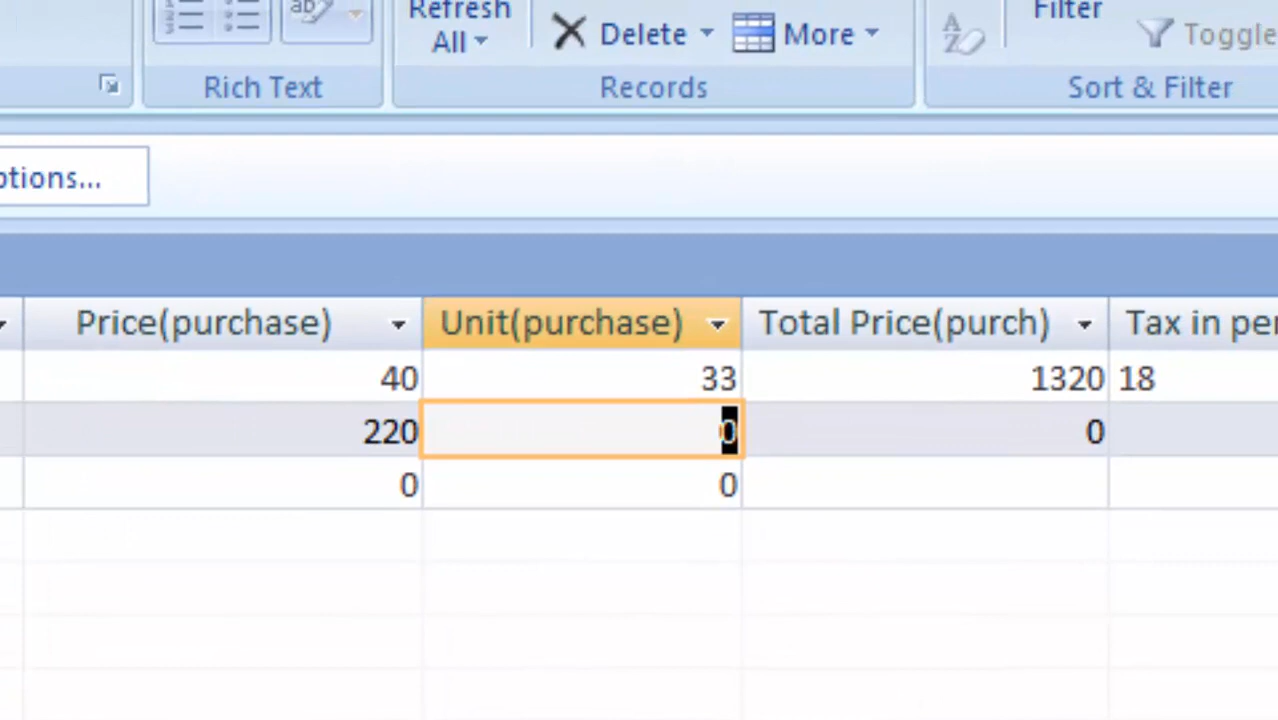 Refresh
All
Delete
More
Filter
Toggle
Rich Text
Records
Sort & Filter
ptions...
Price(purchase) Unit(purchase) Total Price(purch) Tax in per
40 33 1320 18
220 0 0
0 0